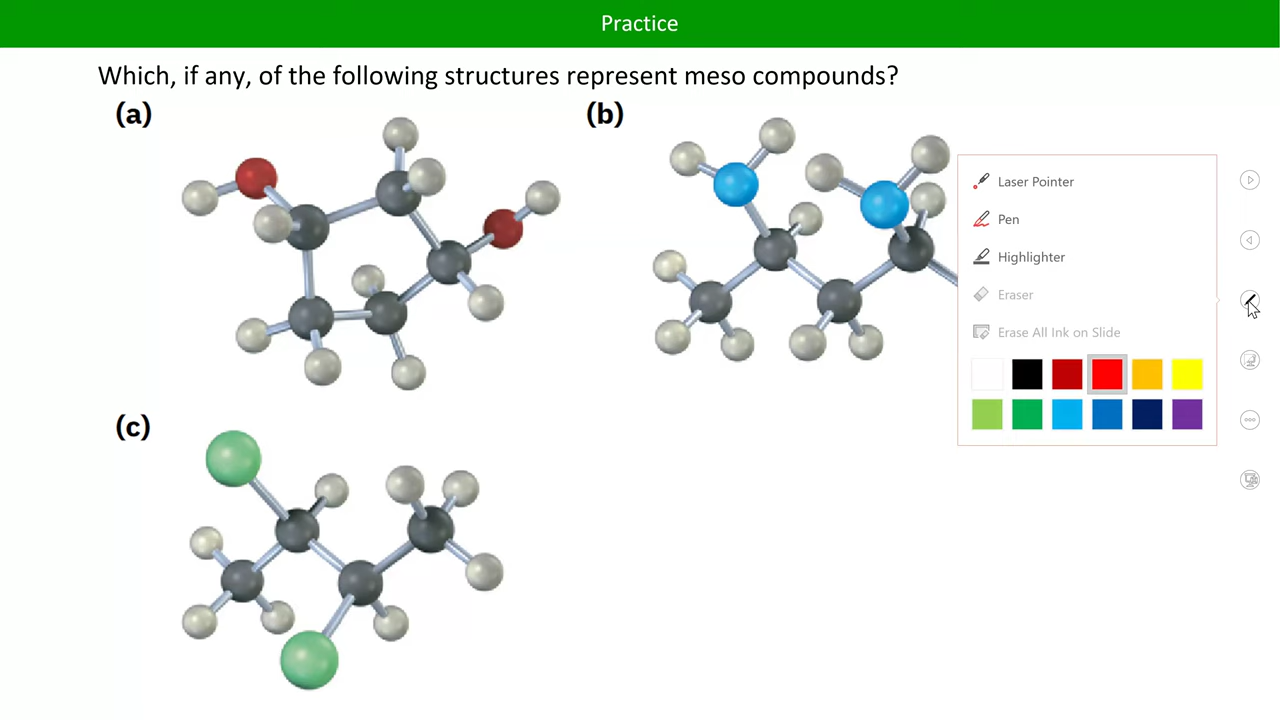 Practice
Which, if any, of the following structures represent meso compounds?
(a)
(b)
Laser Pointer
Pen
Highlighter
Eraser
Erase All Ink on Slide
(c)